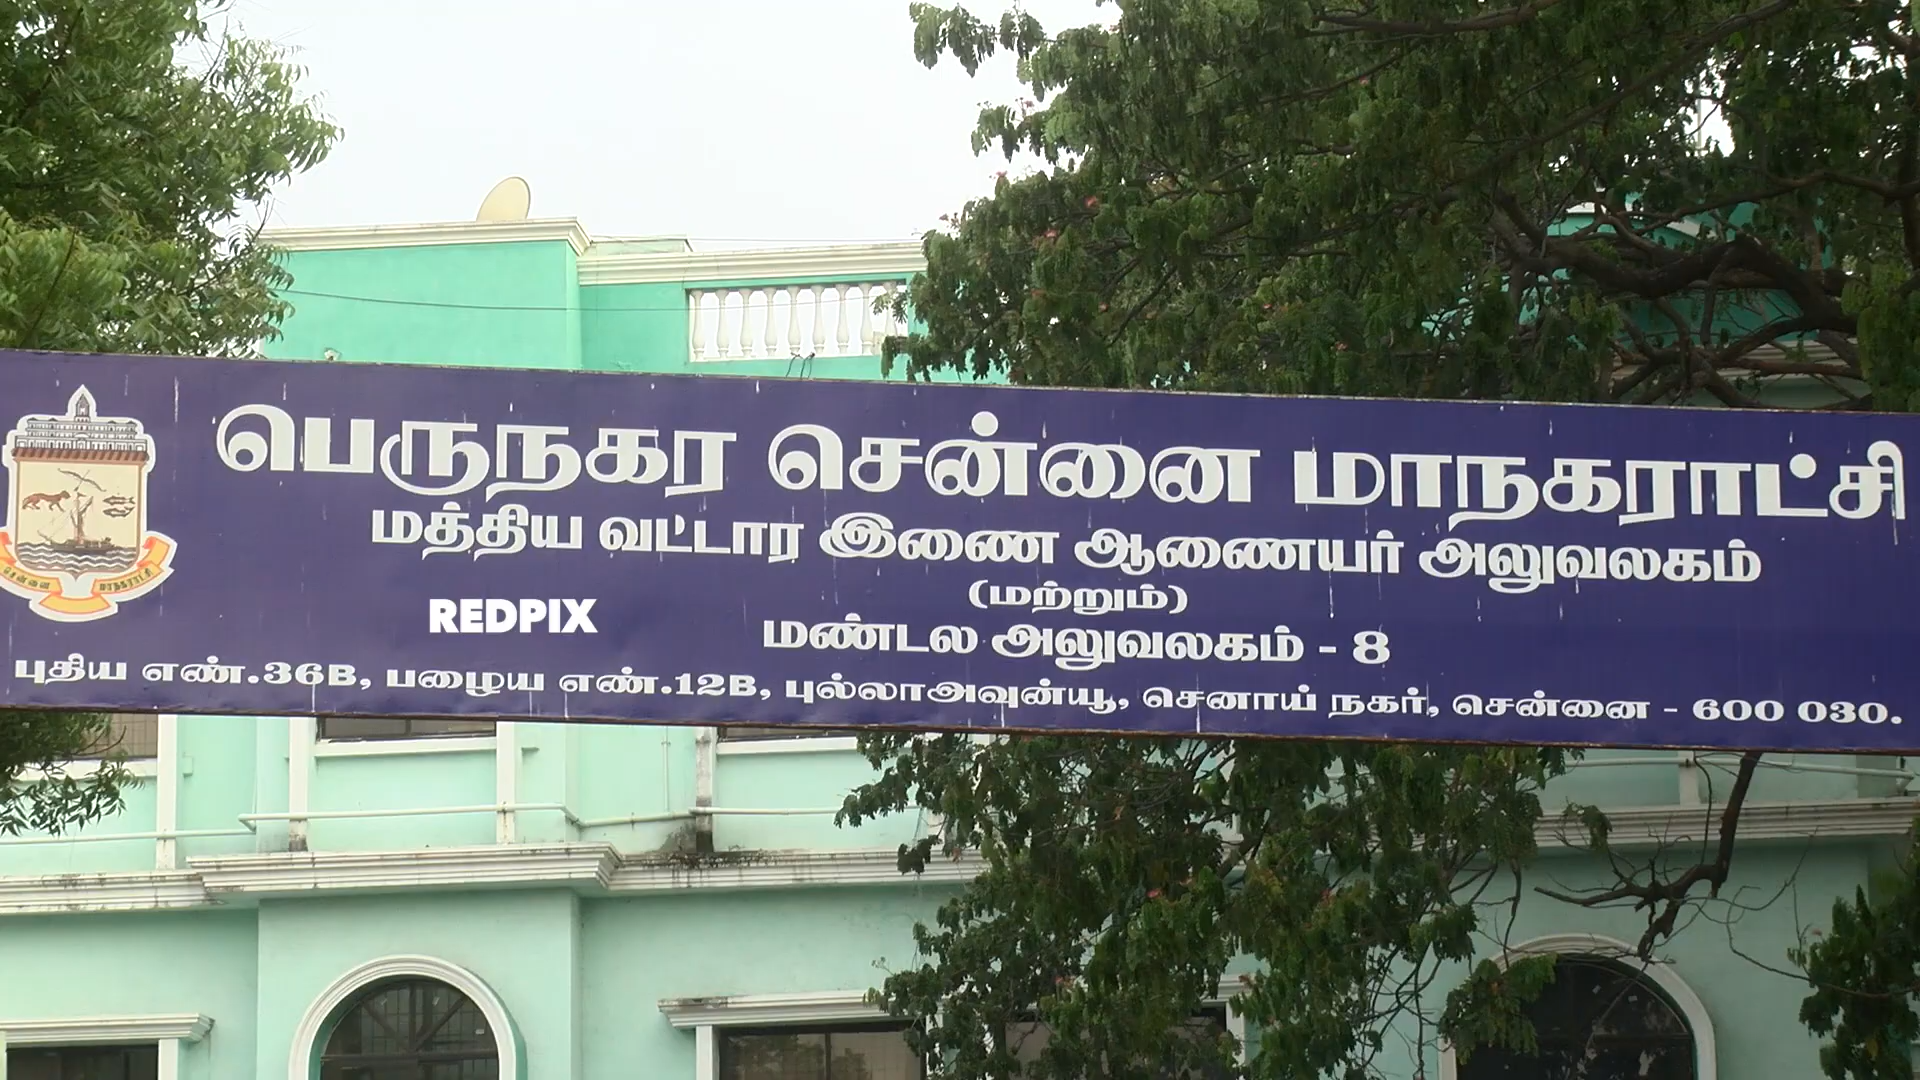 பெருநகர சென்னை மாநகராட்சி
மத்திய வட்டார இணை ஆணையர் அலுவலகம்
(மற்றும்)
மண்டல அலுவலகம் - 8
புதிய எண்.36B, பழைய எண்.12B, புல்லாஅவுன்யூ, செனாய் நகர், சென்னை - 600 030.
சென்னை மாநகராட்சி
REDPIX